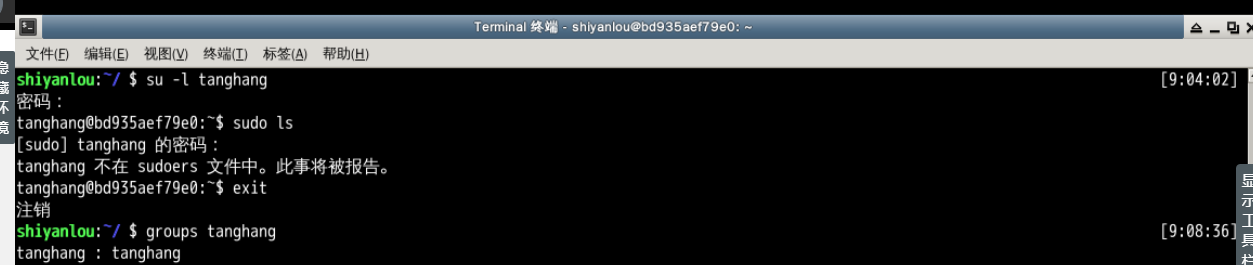 Terminal 终端 - shiyanlou@bd935aef79e0: ~
文件(F) 编辑(E) 视图(V) 终端(T) 标签(A) 帮助(H)
shiyanlou:~/ $ su -l tanghang [9:04:02]
密码：
tanghang@bd935aef79e0:~$ sudo ls
[sudo] tanghang 的密码：
tanghang 不在 sudoers 文件中。此事将被报告。
tanghang@bd935aef79e0:~$ exit
注销
shiyanlou:~/ $ groups tanghang [9:08:36]
tanghang : tanghang
隐藏环境
显示工具栏